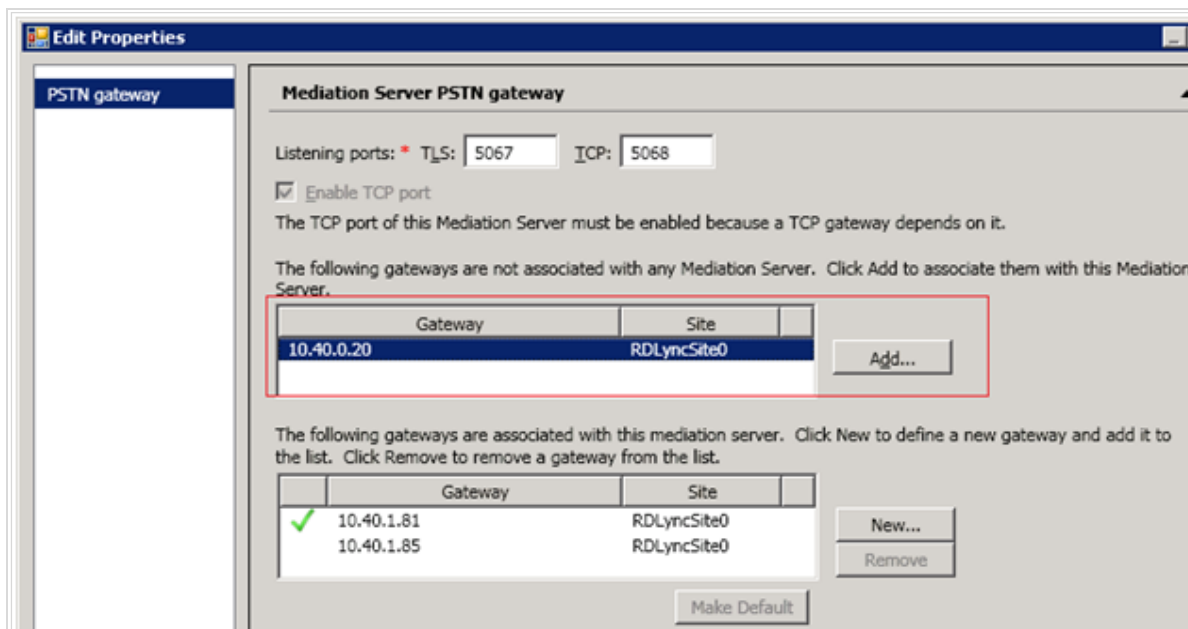 Edit Properties
PSTN gateway
Mediation Server PSTN gateway
Listening ports: * TLS: 5067 TCP: 5068
Enable TCP port
The TCP port of this Mediation Server must be enabled because a TCP gateway depends on it.
The following gateways are not associated with any Mediation Server. Click Add to associate them with this Mediation
Server.
Gateway Site
10.40.0.20 RDLyncSite0
Add...
The following gateways are associated with this mediation server. Click New to define a new gateway and add it to
the list. Click Remove to remove a gateway from the list.
Gateway Site
10.40.1.81 RDLyncSite0
New...
10.40.1.85 RDLyncSite0
Remove
Make Default